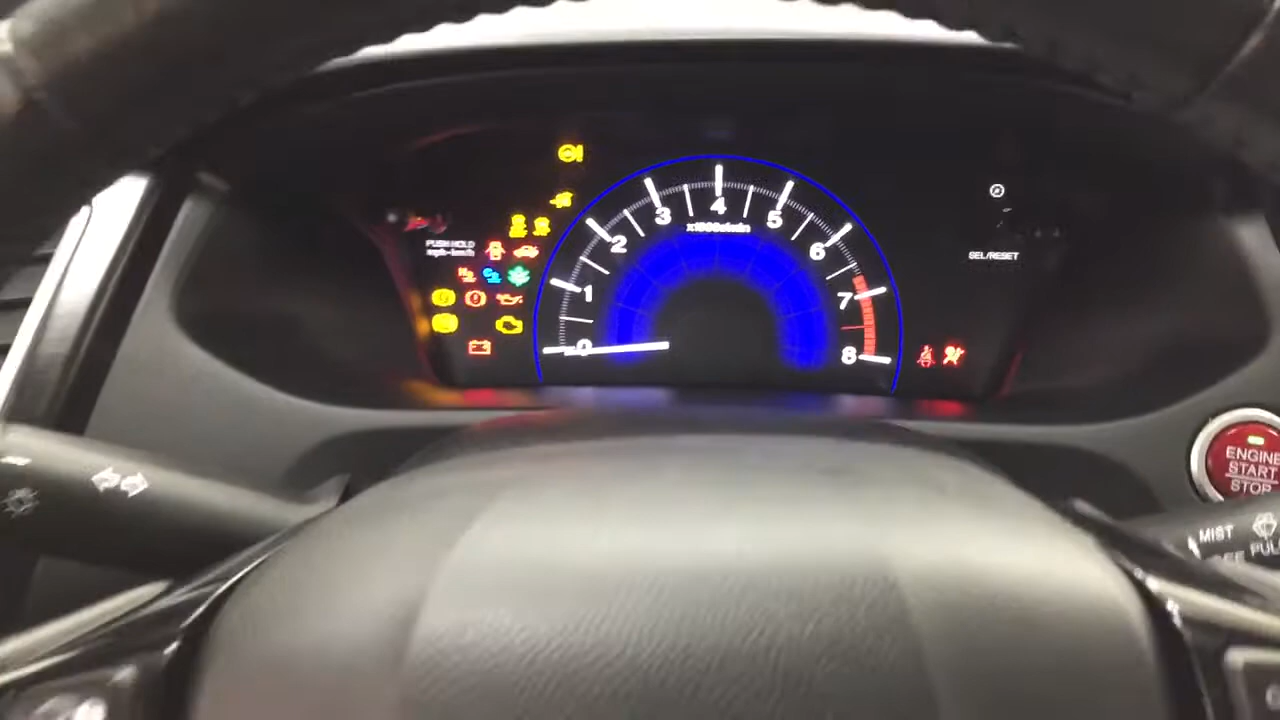 PUSH HOLD
mph-km/h
0
1
2
3
4
5
6
7
8
x1000r/min
SEL/RESET
ENGINE
START
STOP
MIST
PUL